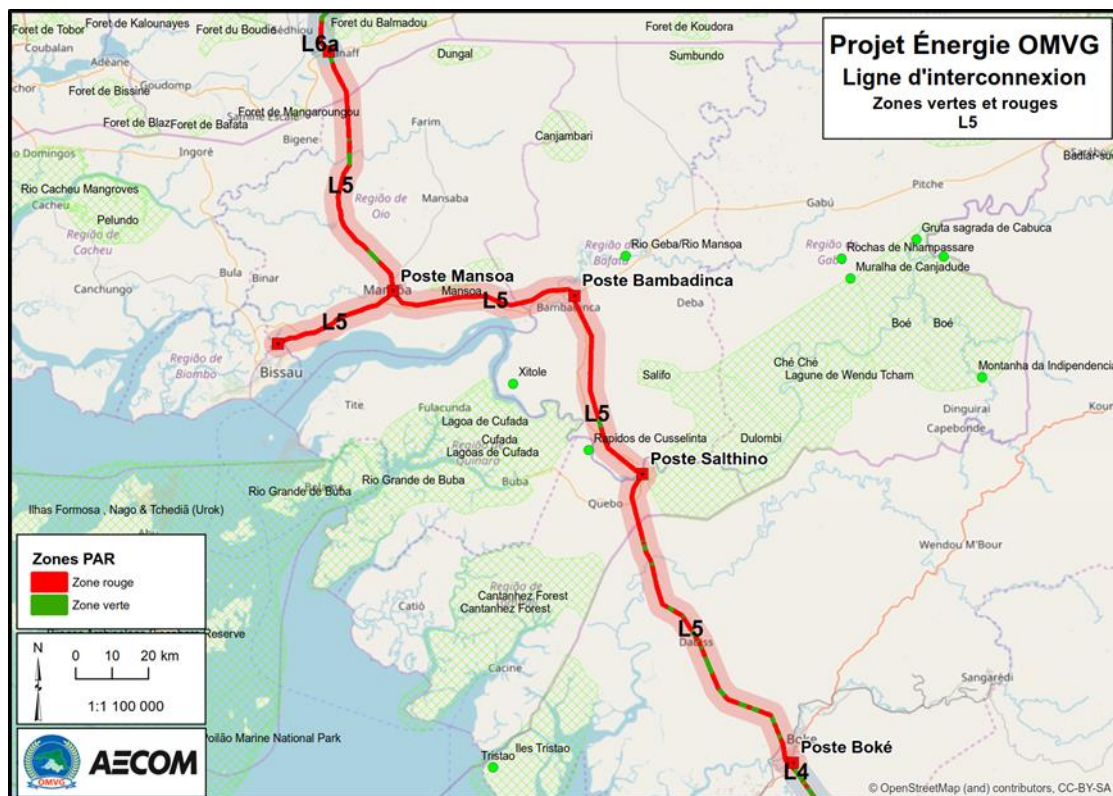 Projet Énergie OMVG
Ligne d'interconnexion
Zones vertes et rouges
L5
Foret de Tobor
Foret de Kalounayes
Foret du Boudie
Sédhiou
Foret du Balmadou
Foret de Koudora
Coubalan
Adéane
L6a
Dungal
Sumbundo
Goudomp
Foret de Bissine
Foret de Mangaroungou
Foret de Blaz
Foret de Bafata
Bigene
Farim
Canjambari
Ingoré
Badiar-sud
Rio Cacheu Mangroves
Cacheu
Pelundo
Região de
Cacheu
L5
Região de
Oio
Mansaba
Pitche
Gabú
Gruta sagrada de Cabuca
Rio Geba/Rio Mansoa
Rochas de Nhampassare
Muralha de Canjadude
Bula
Binar
Canchungo
Poste Mansoa
Mansoa
L5
Poste Bambadinca
Bambadinca
Deba
L5
Boé
Boé
Bissau
Região de
Biombo
Xitole
Salifo
Ché Ché
Lagune de Wendu Tcham
Montanha da Indipendencia
Tite
Fulacunda
Lagoa de Cufada
L5
Dinguirai
Capebonde
Cufada
Lagoas de Cufada
Rapidos de Cusselinta
Dulombi
Poste Salthino
Rio Grande de Buba
Rio Grande de Buba
Buba
Quebo
Ilhas Formosa , Nago & Tchediã (Urok)
Wendou M'Bour
Zones PAR
Zone rouge
Zone verte
Catió
Cantanhez Forest
Cantanhez Forest
L5
Cacine
Sangarédi
N
0 10 20 km
1:1 100 000
Poilão Marine National Park
Tristao
Iles Tristao
Poste Boké
L4
OMVG
AECOM
© OpenStreetMap (and) contributors, CC-BY-SA